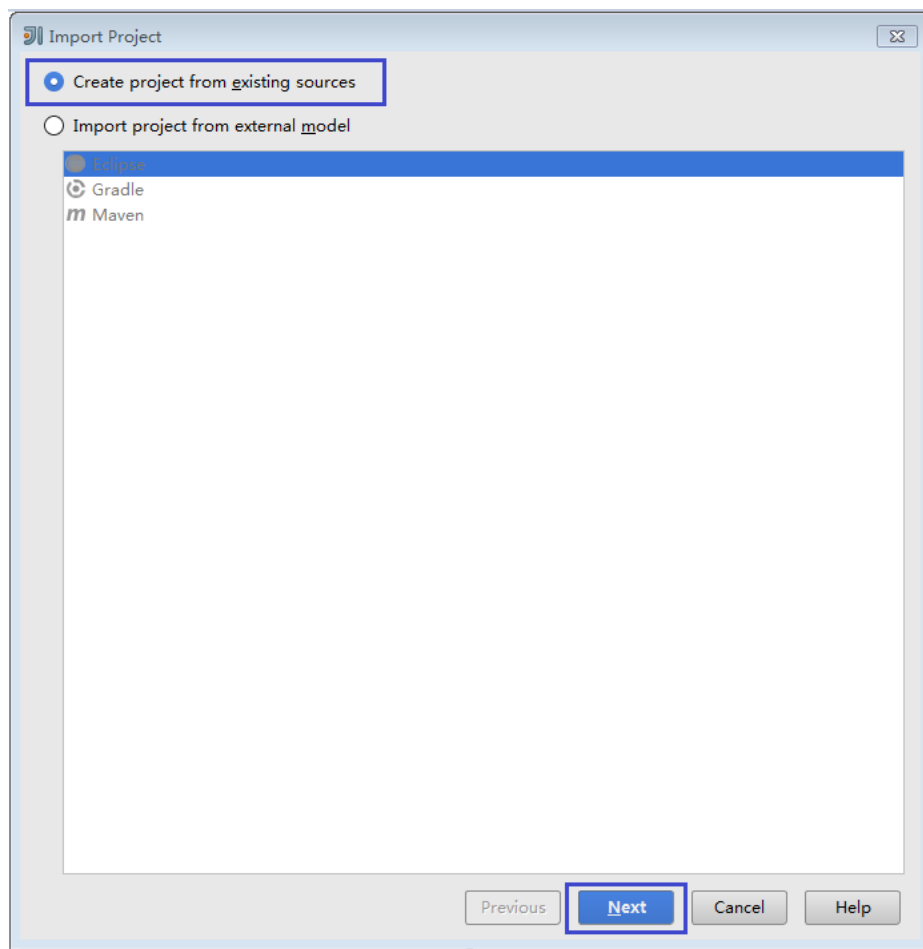 Import Project
Create project from existing sources
Import project from external model
Eclipse
Gradle
Maven
Previous Next Cancel Help